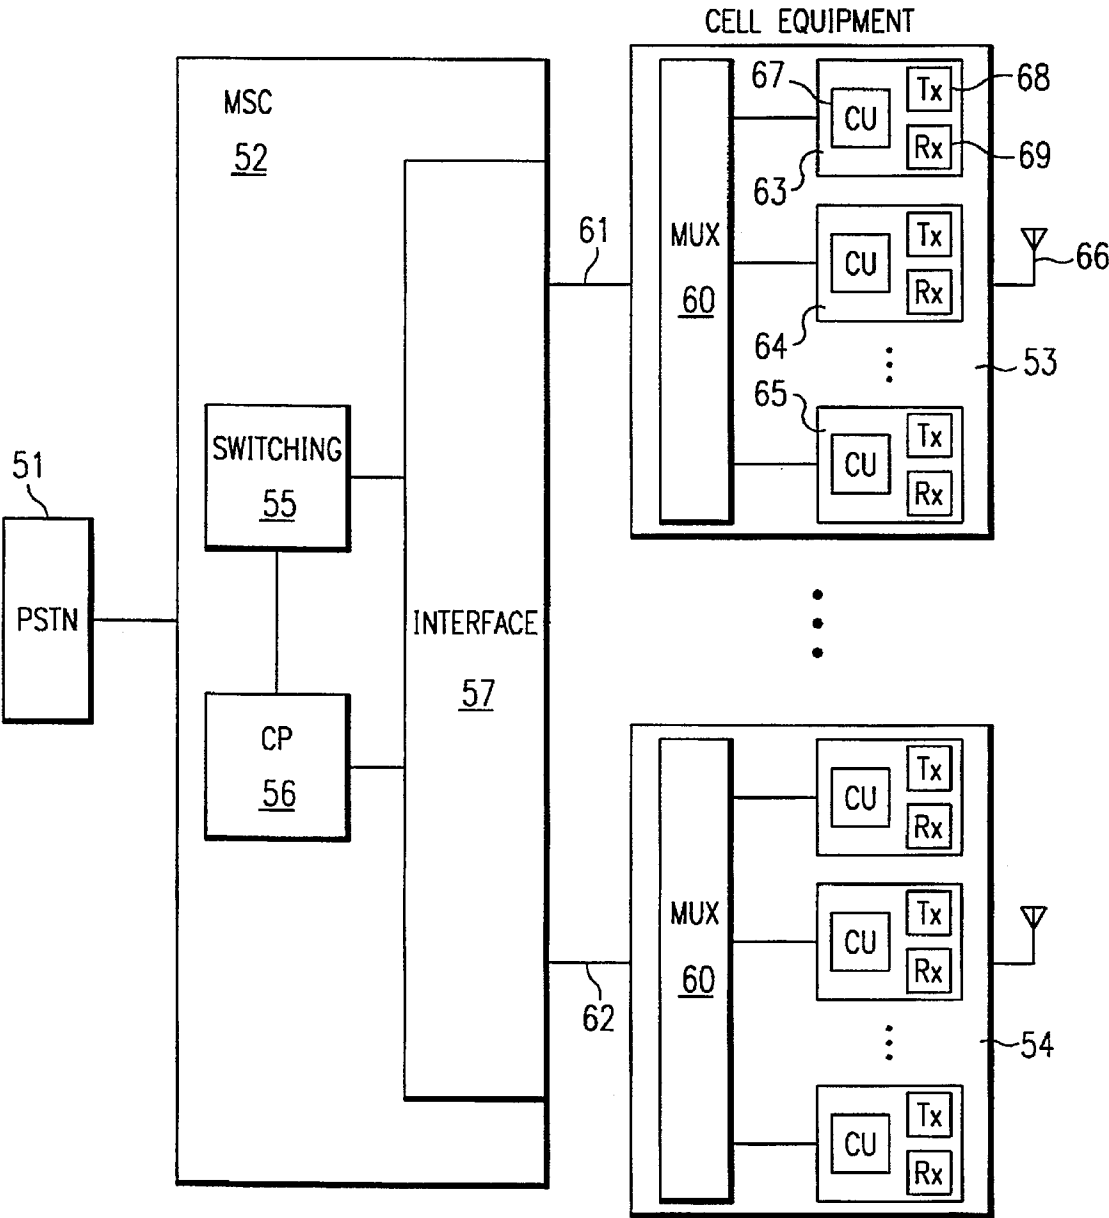 CELL EQUIPMENT
MSC
52
67
CU
Tx
68
Rx
69
63
MUX
60
61
CU
Tx
Rx
64
66
53
65
CU
Tx
Rx
SWITCHING
55
51
PSTN
INTERFACE
57
CP
56
62
MUX
60
CU
Tx
Rx
CU
Tx
Rx
54
CU
Tx
Rx